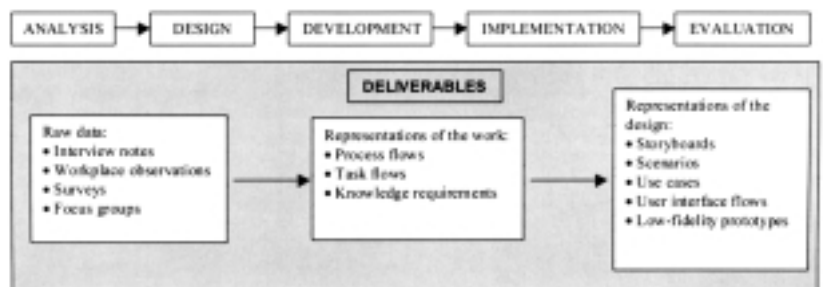 ANALYSIS DESIGN DEVELOPMENT IMPLEMENTATION EVALUATION
DELIVERABLES
Raw data:
• Interview notes
• Workplace observations
• Surveys
• Focus groups
Representations of the work:
• Process flows
• Task flows
• Knowledge requirements
Representations of the
design:
• Storyboards
• Scenarios
• Use cases
• User interface flows
• Low-fidelity prototypes